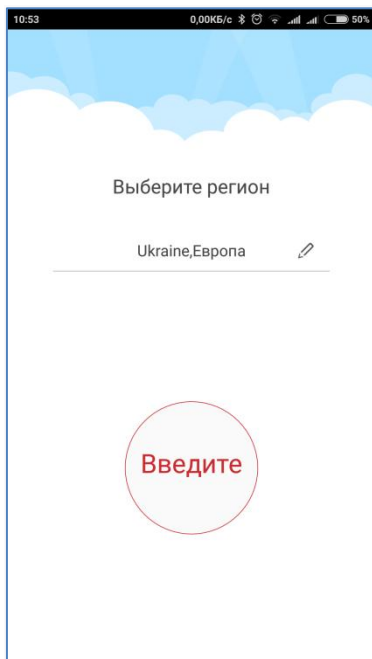 10:53 0,00КБ/с 50%
Выберите регион
Ukraine,Европа
Введите